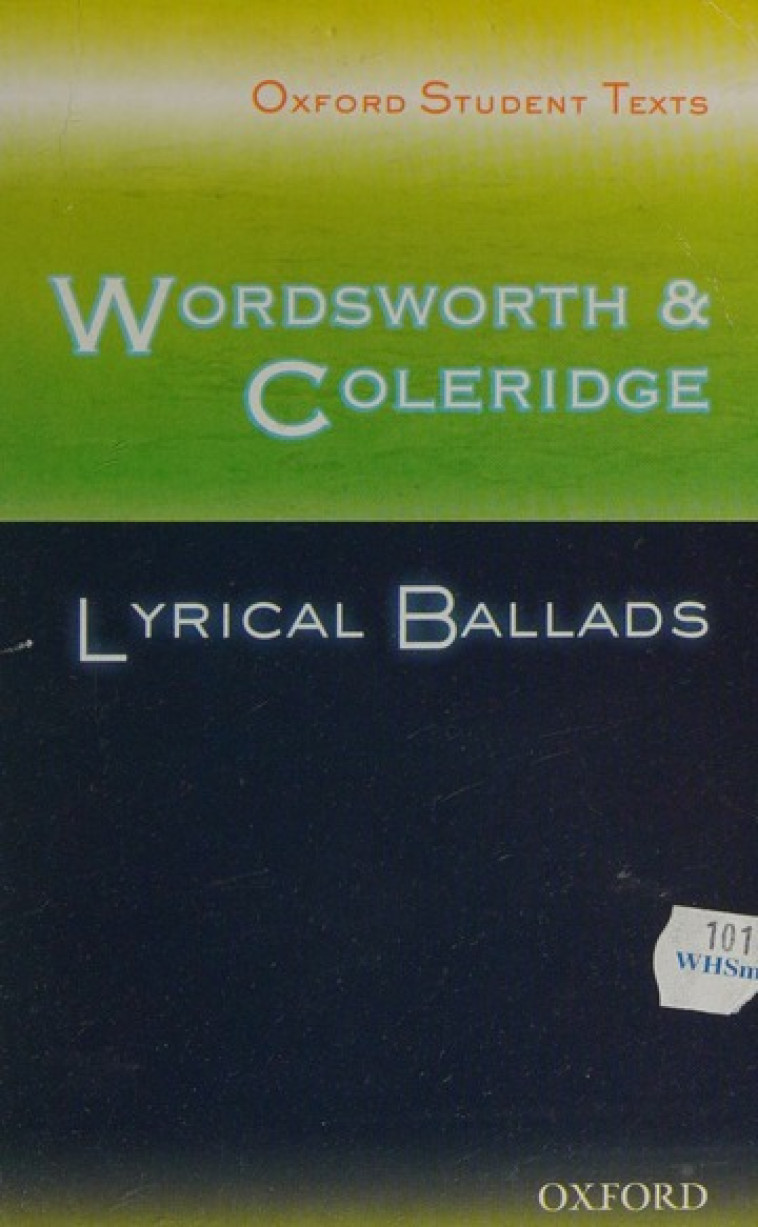 Oxford Student Texts
Wordsworth &
Coleridge
Lyrical Ballads
101
WHSm
OXFORD